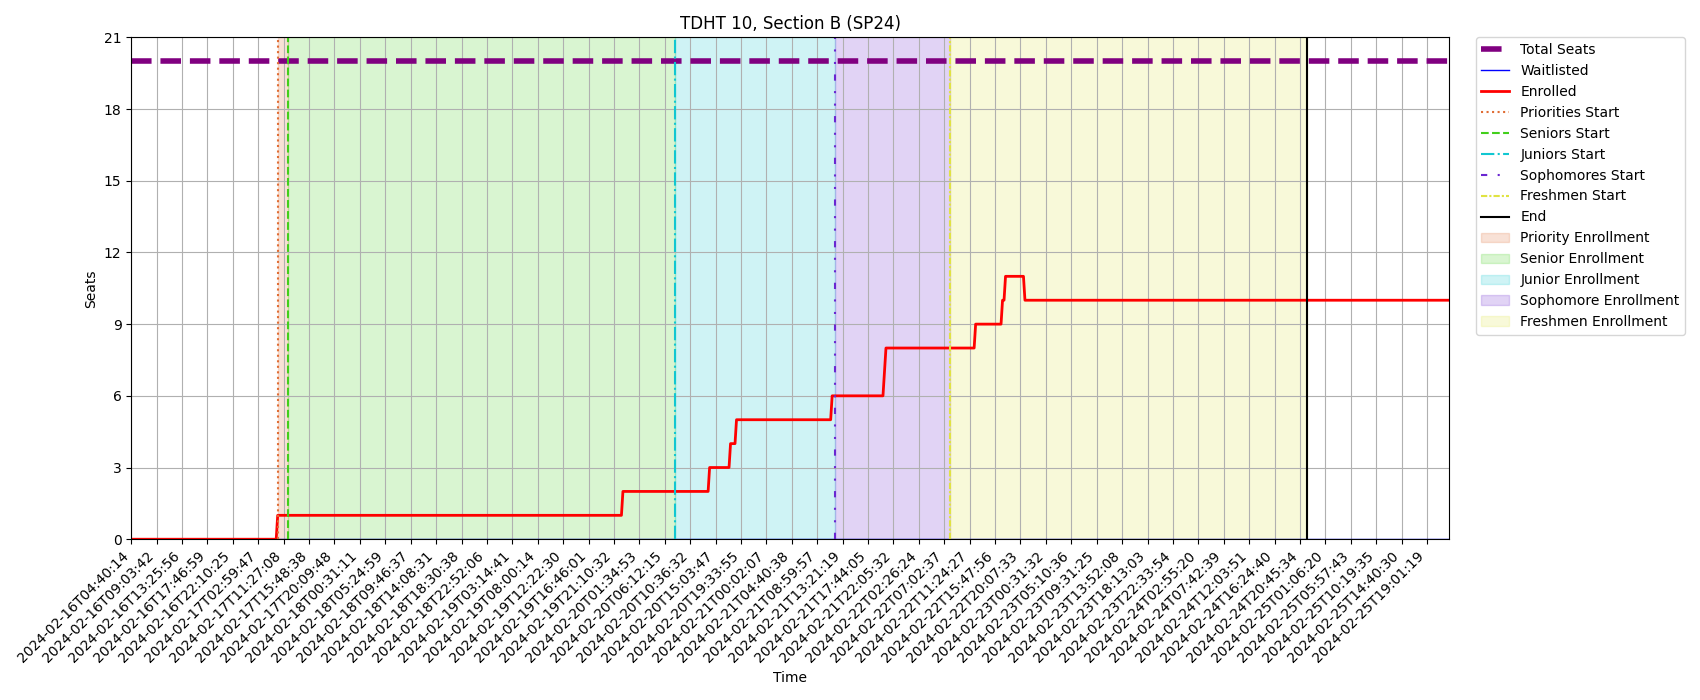 TDHT 10, Section B (SP24)
21
18
15
12
9
6
3
0
Seats
2024-02-16T04:40:14
2024-02-16T09:03:42
2024-02-16T13:25:56
2024-02-16T17:46:59
2024-02-16T22:10:25
2024-02-17T02:59:47
2024-02-17T11:27:08
2024-02-17T15:48:38
2024-02-17T20:09:48
2024-02-18T00:31:11
2024-02-18T05:24:59
2024-02-18T09:46:37
2024-02-18T14:08:31
2024-02-18T18:30:38
2024-02-18T22:52:06
2024-02-19T03:14:41
2024-02-19T08:00:14
2024-02-19T12:22:30
2024-02-19T16:46:01
2024-02-19T21:10:32
2024-02-20T01:34:53
2024-02-20T06:12:15
2024-02-20T10:36:32
2024-02-20T15:03:47
2024-02-20T19:33:55
2024-02-21T00:02:07
2024-02-21T04:40:38
2024-02-21T08:59:57
2024-02-21T13:21:19
2024-02-21T17:44:05
2024-02-21T22:05:32
2024-02-22T02:26:24
2024-02-22T07:02:37
2024-02-22T11:24:27
2024-02-22T15:47:56
2024-02-22T20:07:33
2024-02-23T00:31:32
2024-02-23T05:10:36
2024-02-23T09:31:25
2024-02-23T13:52:08
2024-02-23T18:13:03
2024-02-23T22:33:54
2024-02-24T02:55:20
2024-02-24T07:42:39
2024-02-24T12:03:51
2024-02-24T16:24:40
2024-02-24T20:45:34
2024-02-25T01:06:20
2024-02-25T05:57:43
2024-02-25T10:19:35
2024-02-25T14:40:30
2024-02-25T19:01:19
Time
Total Seats
Waitlisted
Enrolled
Priorities Start
Seniors Start
Juniors Start
Sophomores Start
Freshmen Start
End
Priority Enrollment
Senior Enrollment
Junior Enrollment
Sophomore Enrollment
Freshmen Enrollment